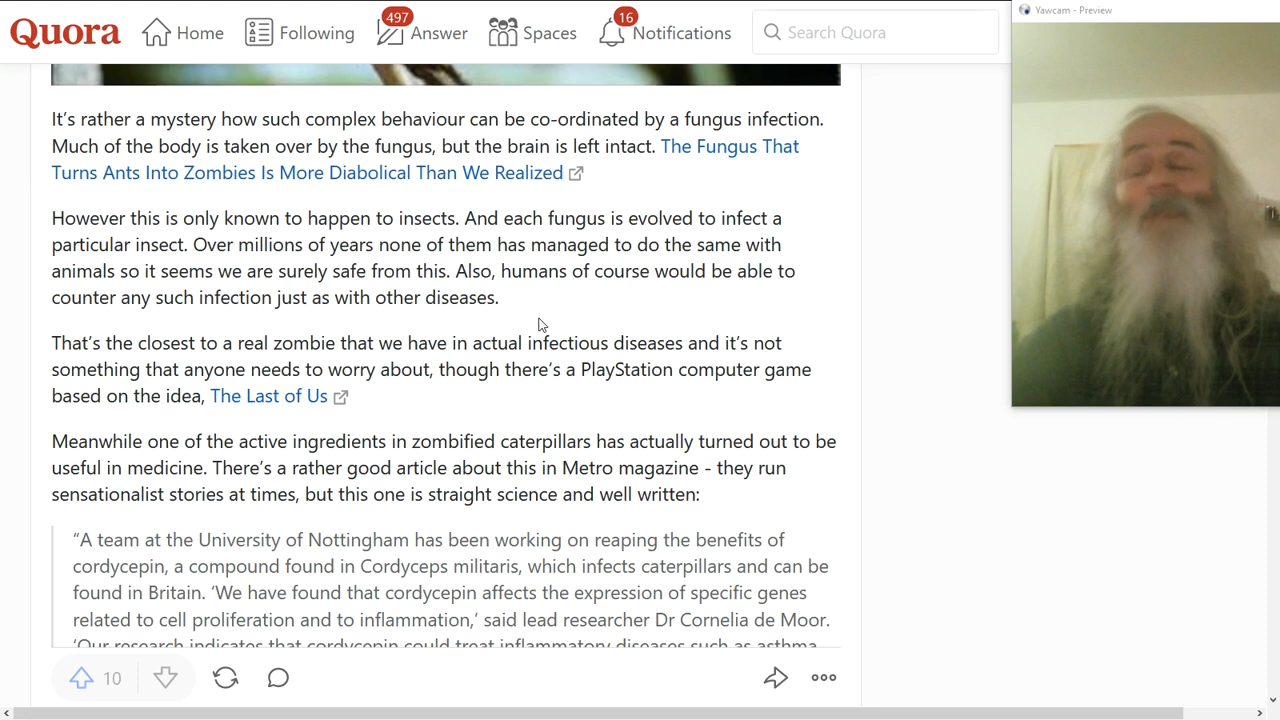 Yawcam - Preview
Quora
Home
Following
497
Answer
Spaces
16
Notifications
Search Quora
It’s rather a mystery how such complex behaviour can be co-ordinated by a fungus infection.
Much of the body is taken over by the fungus, but the brain is left intact. The Fungus That
Turns Ants Into Zombies Is More Diabolical Than We Realized
However this is only known to happen to insects. And each fungus is evolved to infect a
particular insect. Over millions of years none of them has managed to do the same with
animals so it seems we are surely safe from this. Also, humans of course would be able to
counter any such infection just as with other diseases.
That’s the closest to a real zombie that we have in actual infectious diseases and it’s not
something that anyone needs to worry about, though there’s a PlayStation computer game
based on the idea, The Last of Us
Meanwhile one of the active ingredients in zombified caterpillars has actually turned out to be
useful in medicine. There’s a rather good article about this in Metro magazine - they run
sensationalist stories at times, but this one is straight science and well written:
“A team at the University of Nottingham has been working on reaping the benefits of
cordycepin, a compound found in Cordyceps militaris, which infects caterpillars and can be
found in Britain. ‘We have found that cordycepin affects the expression of specific genes
related to cell proliferation and to inflammation,’ said lead researcher Dr Cornelia de Moor.
‘Our research indicates that cordycepin could treat inflammatory diseases such as asthma
10